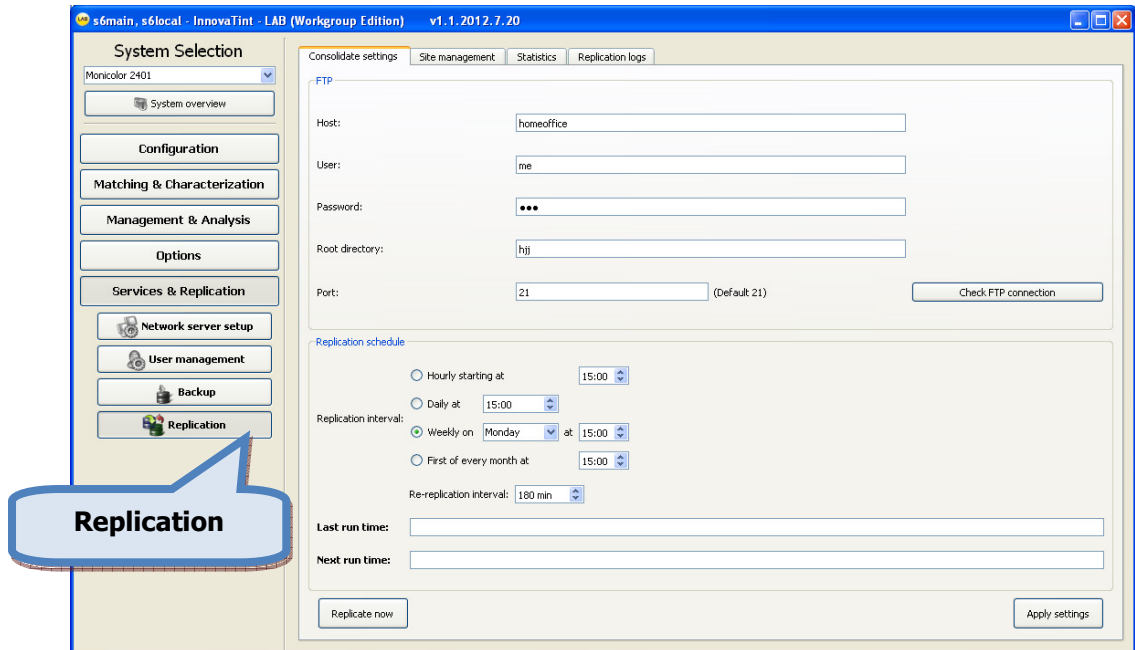 LAB s6main, s6local - InnovaTint - LAB (Workgroup Edition) v1.1.2012.7.20
System Selection
Monicolor 2401
System overview
Configuration
Matching & Characterization
Management & Analysis
Options
Services & Replication
Network server setup
User management
Backup
Replication
Replication
Consolidate settings Site management Statistics Replication logs
FTP
Host: homeoffice
User: me
Password: •••
Root directory: hjj
Port: 21 (Default 21) Check FTP connection
Replication schedule
Replication interval:
Hourly starting at 15:00
Daily at 15:00
Weekly on Monday at 15:00
First of every month at 15:00
Re-replication interval: 180 min
Last run time:
Next run time:
Replicate now Apply settings